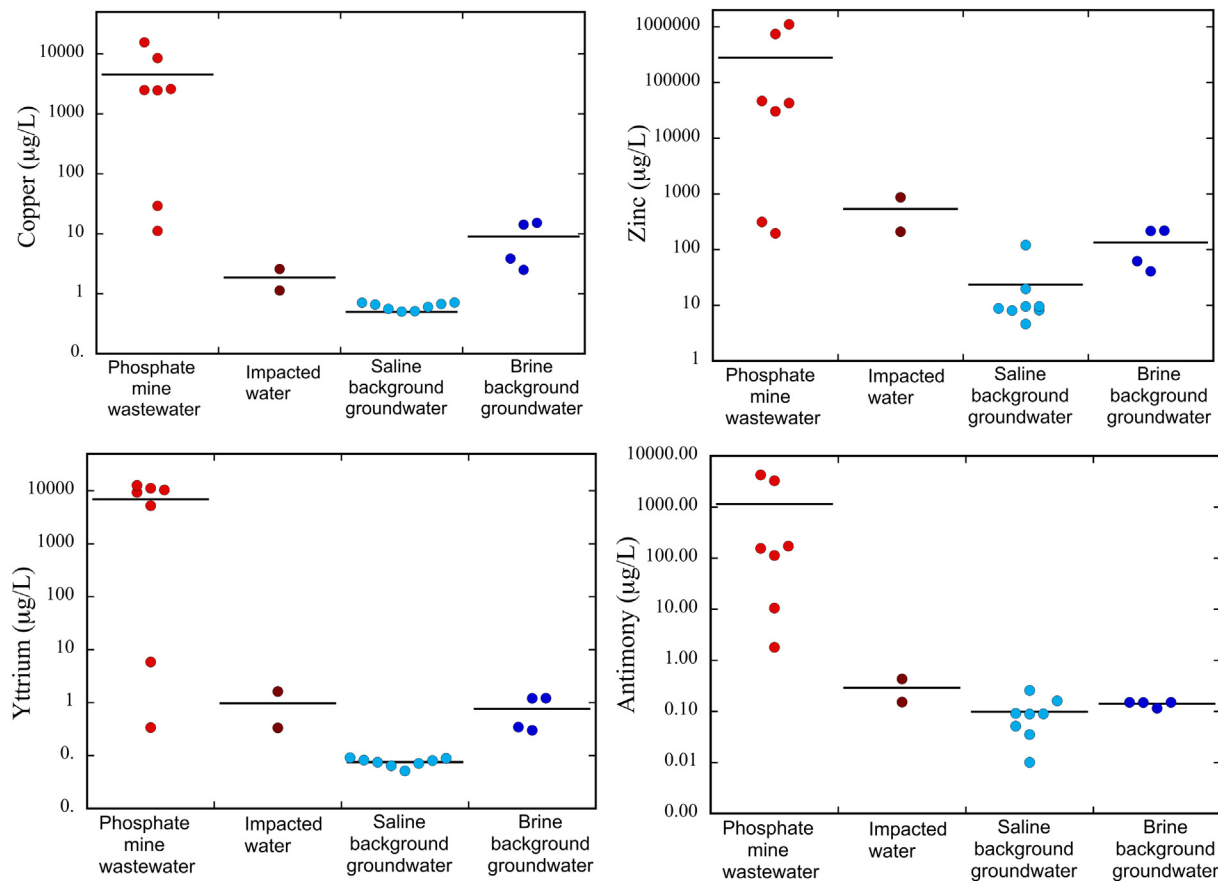 Copper (µg/L)
10000
1000
100
10
1
0.
Phosphate
mine
wastewater
Impacted
water
Saline
background
groundwater
Brine
background
groundwater
Zinc (µg/L)
1000000
100000
10000
1000
100
10
1
Phosphate
mine
wastewater
Impacted
water
Saline
background
groundwater
Brine
background
groundwater
Yttrium (µg/L)
10000
1000
100
10
1
0.
0.
Phosphate
mine
wastewater
Impacted
water
Saline
background
groundwater
Brine
background
groundwater
Antimony (µg/L)
10000.00
1000.00
100.00
10.00
1.00
0.10
0.01
0.00
Phosphate
mine
wastewater
Impacted
water
Saline
background
groundwater
Brine
background
groundwater